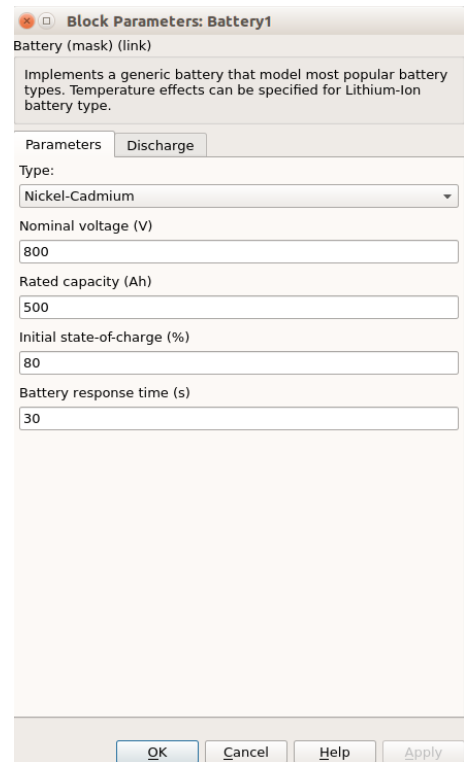 Block Parameters: Battery1
Battery (mask) (link)
Implements a generic battery that model most popular battery
types. Temperature effects can be specified for Lithium-Ion
battery type.
Parameters Discharge
Type:
Nickel-Cadmium
Nominal voltage (V)
800
Rated capacity (Ah)
500
Initial state-of-charge (%)
80
Battery response time (s)
30
OK Cancel Help Apply